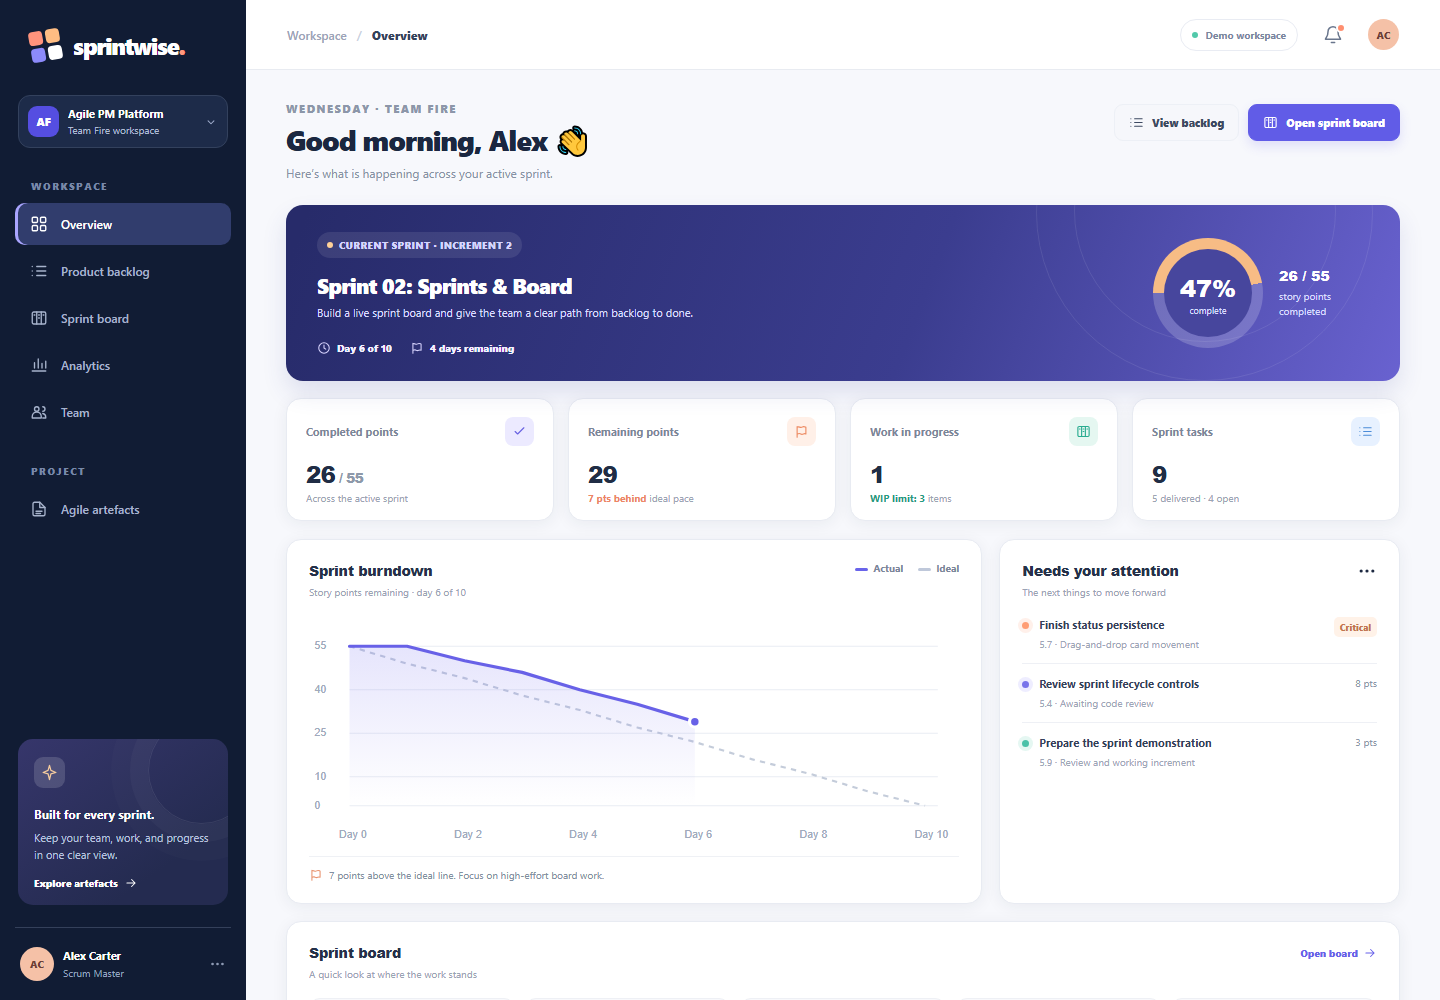 sprintwise.
AF
Agile PM Platform
Team Fire workspace
WORKSPACE
Overview
Product backlog
Sprint board
Analytics
Team
PROJECT
Agile artefacts
Built for every sprint.
Keep your team, work, and progress
in one clear view.
Explore artefacts
AC
Alex Carter
Scrum Master
Workspace / Overview
Demo workspace
AC
WEDNESDAY · TEAM FIRE
Good morning, Alex 👋
Here's what is happening across your active sprint.
View backlog
Open sprint board
CURRENT SPRINT · INCREMENT 2
Sprint 02: Sprints & Board
Build a live sprint board and give the team a clear path from backlog to done.
Day 6 of 10
4 days remaining
47%
complete
26 / 55
story points
completed
Completed points
26 / 55
Across the active sprint
Remaining points
29
7 pts behind ideal pace
Work in progress
1
WIP limit: 3 items
Sprint tasks
9
5 delivered · 4 open
Sprint burndown
Story points remaining · day 6 of 10
Actual
Ideal
55
40
25
10
0
Day 0
Day 2
Day 4
Day 6
Day 8
Day 10
7 points above the ideal line. Focus on high-effort board work.
Needs your attention
The next things to move forward
Finish status persistence
Critical
5.7 · Drag-and-drop card movement
Review sprint lifecycle controls
8 pts
5.4 · Awaiting code review
Prepare the sprint demonstration
3 pts
5.9 · Review and working increment
Sprint board
A quick look at where the work stands
Open board